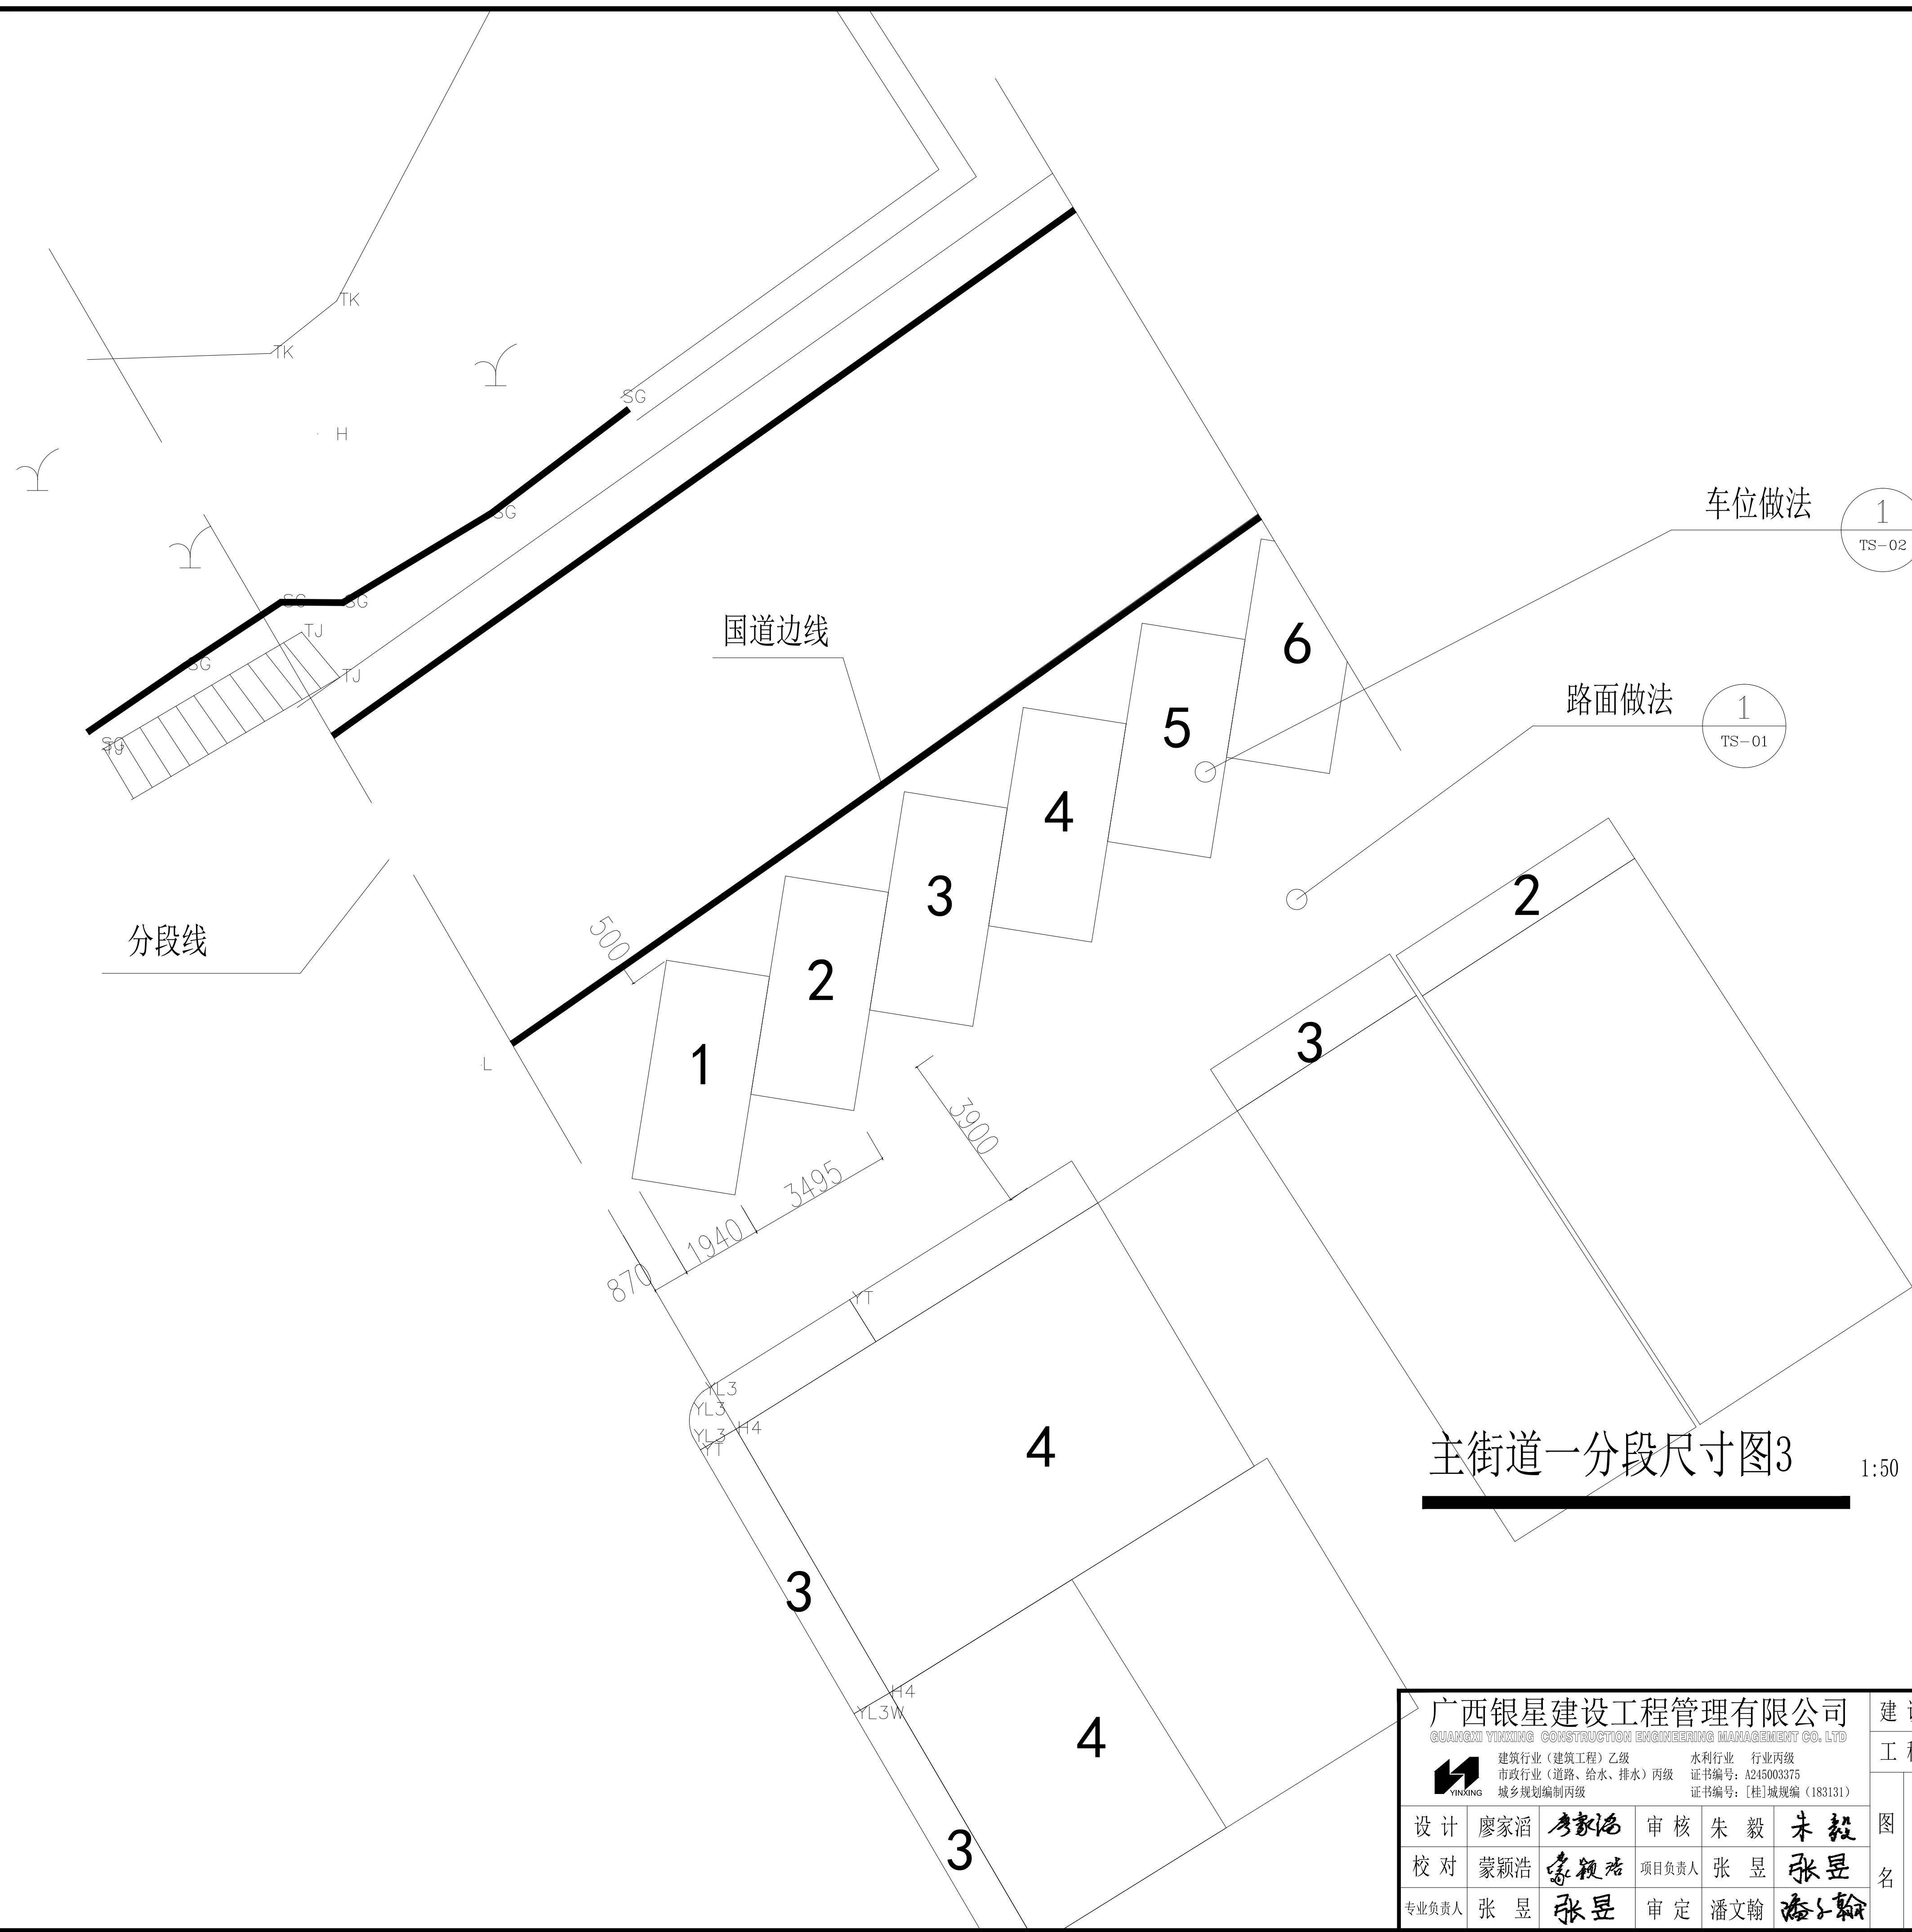 TK
TK
H
SG
SG
SG
SG
SG
SG
TJ
TJ
TJ
车位做法
1
TS-02
国道边线
路面做法
1
TS-01
分段线
6
5
4
3
2
1
500
L
2
3
3900
3495
1940
870
YT
YL3
YL3
YL3
YT
H4
4
主街道一分段尺寸图3 1:50
3
H4
YL3W
4
3
广西银星建设工程管理有限公司
GUANGXI YINXING CONSTRUCTION ENGINEERING MANAGEMENT CO. LTD
YINXING
建筑行业（建筑工程）乙级 水利行业 行业丙级
市政行业（道路、给水、排水）丙级 证书编号：A245003375
城乡规划编制丙级 证书编号：[桂]城规编（183131）
设计 廖家滔 廖家滔 审核 朱毅 朱毅
校对 蒙颖浩 蒙颖浩 项目负责人 张昱 张昱
专业负责人 张昱 张昱 审定 潘文翰 潘文翰
建
工
图
名